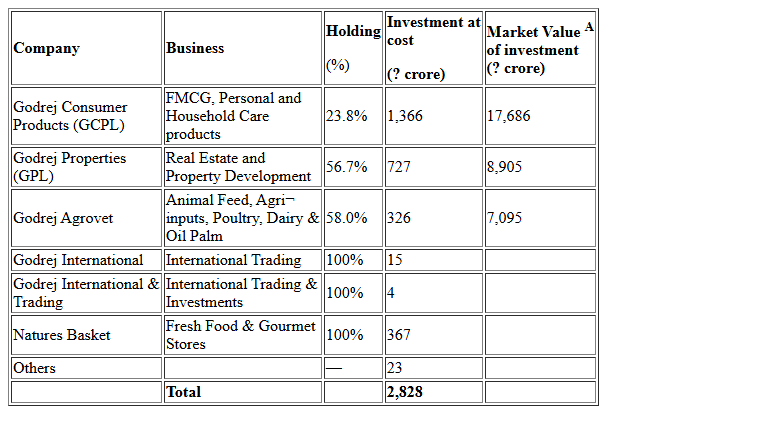 Company
Business
Holding
(%)
Investment at
cost
(? crore)
Market Value A
of investment
(? crore)
Godrej Consumer
Products (GCPL)
FMCG, Personal and
Household Care
products
23.8%
1,366
17,686
Godrej Properties
(GPL)
Real Estate and
Property Development
56.7%
727
8,905
Godrej Agrovet
Animal Feed, Agri¬
inputs, Poultry, Dairy &
Oil Palm
58.0%
326
7,095
Godrej International
International Trading
100%
15
Godrej International &
Trading
International Trading &
Investments
100%
4
Natures Basket
Fresh Food & Gourmet
Stores
100%
367
Others
—
23
Total
2,828